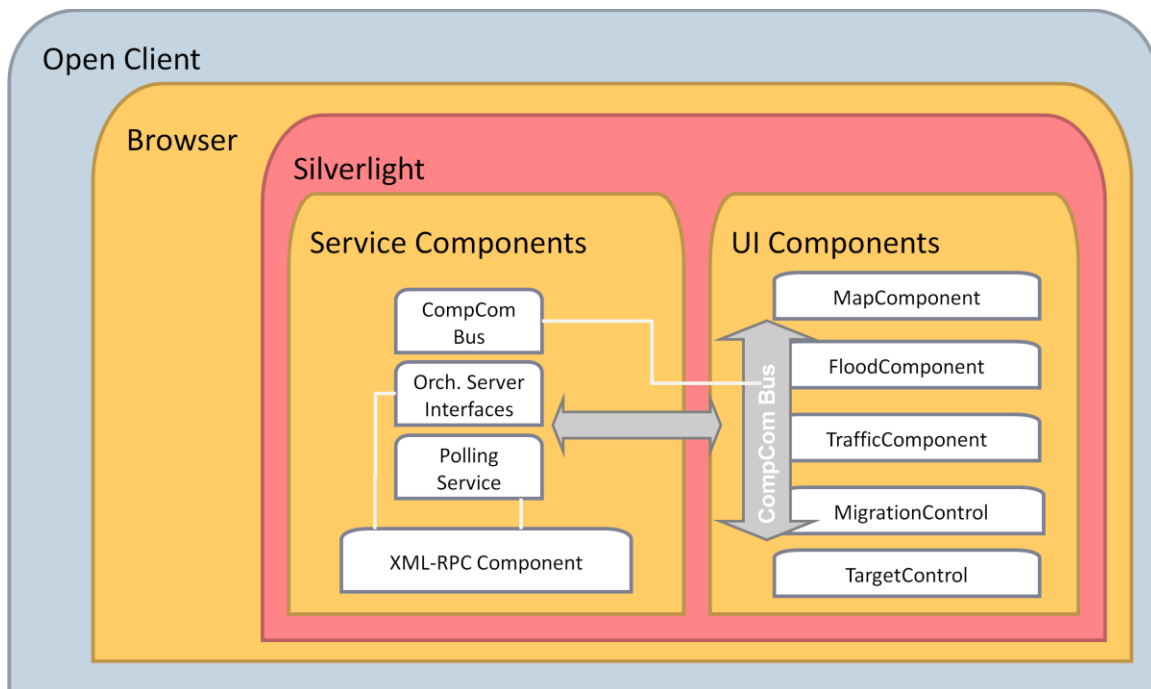 Open Client
Browser
Silverlight
Service Components
CompCom
Bus
Orch. Server
Interfaces
Polling
Service
XML-RPC Component
UI Components
MapComponent
FloodComponent
TrafficComponent
MigrationControl
TargetControl
CompCom Bus